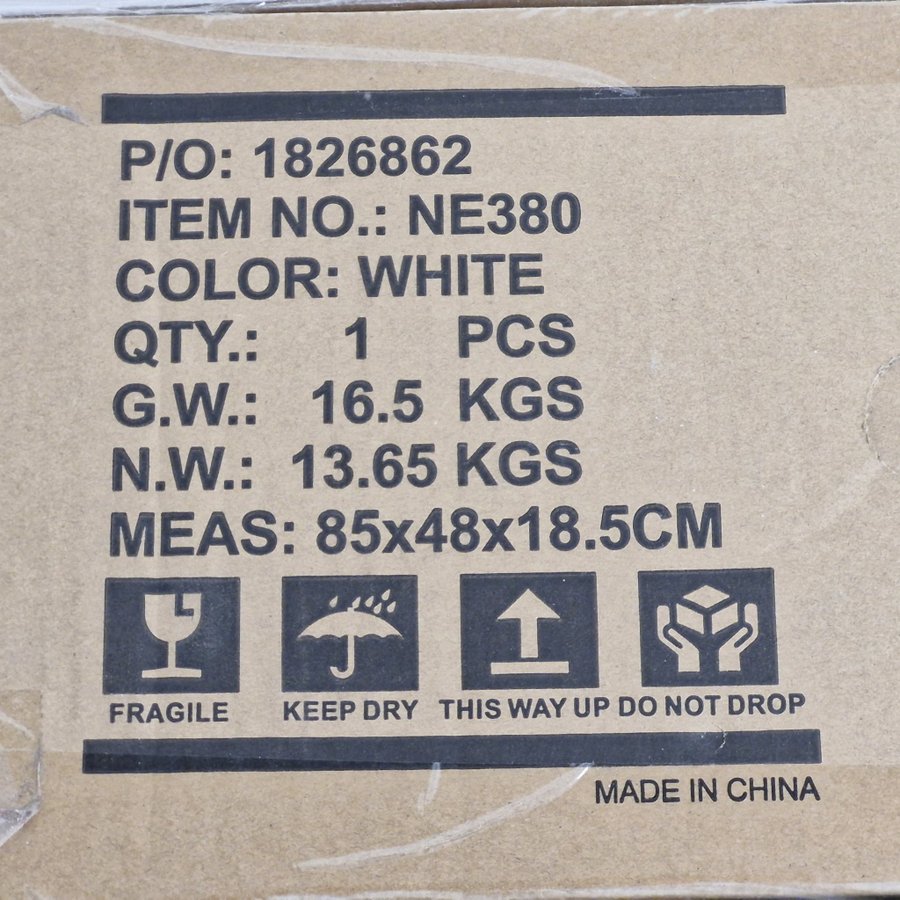 P/O: 1826862
ITEM NO.: NE380
COLOR: WHITE
QTY.: 1 PCS
G.W.: 16.5 KGS
N.W.: 13.65 KGS
MEAS: 85x48x18.5CM
FRAGILE KEEP DRY THIS WAY UP DO NOT DROP
MADE IN CHINA